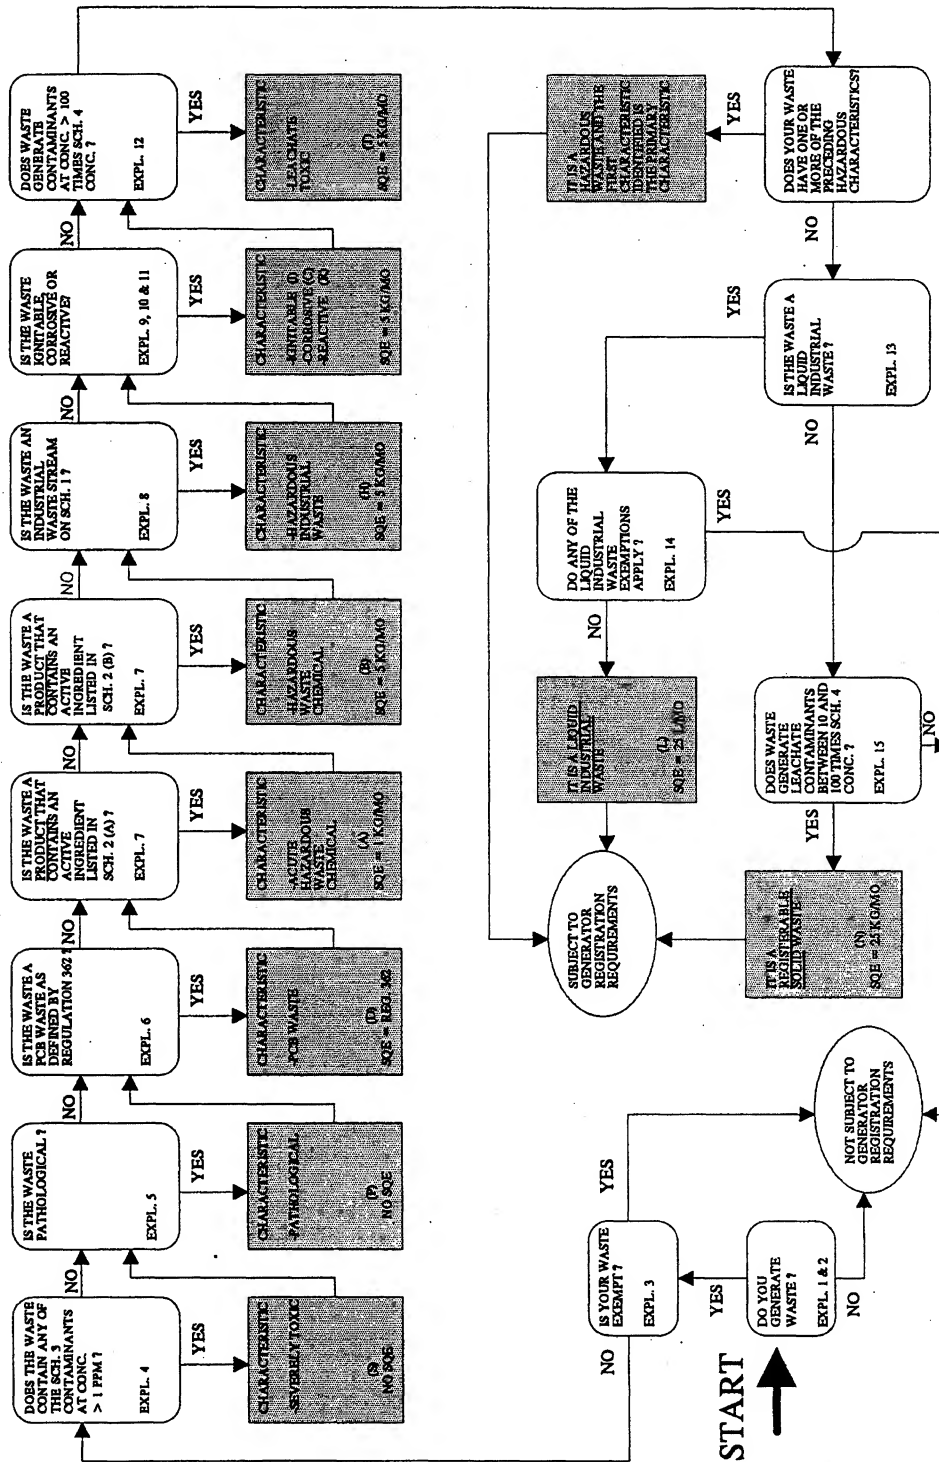 START
DO YOU
GENERATE
WASTE ?
EXPL. 1 & 2
YES
NO
IS YOUR WASTE
EXEMPT ?
EXPL. 3
NO
YES
NOT SUBJECT TO
GENERATOR
REGISTRATION
REQUIREMENTS
DOES THE WASTE
CONTAIN ANY OF
THE SCH. 3
CONTAMINANTS
AT CONC.
> 1 PPM ?
EXPL. 4
NO
YES
CHARACTERISTIC
-SEVERELY TOXIC
(S)
NO SQE
IS THE WASTE
PATHOLOGICAL ?
EXPL. 5
NO
YES
CHARACTERISTIC
-PATHOLOGICAL
(P)
NO SQE
IS THE WASTE A
PCB WASTE AS
DEFINED BY
REGULATION 362 ?
EXPL. 6
NO
YES
CHARACTERISTIC
-PCB WASTE
(D)
SQE = REG. 362
IS THE WASTE A
PRODUCT THAT
CONTAINS AN
ACTIVE
INGREDIENT
LISTED IN
SCH. 2 (A) ?
EXPL. 7
NO
YES
CHARACTERISTIC
-ACUTE
HAZARDOUS
WASTE
CHEMICAL
(A)
SQE = 1 KG/MO
IS THE WASTE A
PRODUCT THAT
CONTAINS AN
ACTIVE
INGREDIENT
LISTED IN
SCH. 2 (B) ?
EXPL. 7
NO
YES
CHARACTERISTIC
-HAZARDOUS
WASTE
CHEMICAL
(B)
SQE = 5 KG/MO
IS THE WASTE AN
INDUSTRIAL
WASTE STREAM
ON SCH. 1 ?
EXPL. 8
NO
YES
CHARACTERISTIC
-HAZARDOUS
INDUSTRIAL
WASTE
(H)
SQE = 5 KG/MO
IS THE WASTE
IGNITABLE,
CORROSIVE OR
REACTIVE?
EXPL. 9, 10 & 11
NO
YES
CHARACTERISTIC
-IGNITABLE (I)
-CORROSIVE (C)
-REACTIVE (R)
SQE = 5 KG/MO
DOES WASTE
GENERATE
CONTAMINANTS
AT CONC. > 100
TIMES SCH. 4
CONC. ?
EXPL. 12
YES
CHARACTERISTIC
-LEACHATE
TOXIC
(T)
SQE = 5 KG/MO
DOES YOUR WASTE
HAVE ONE OR
MORE OF THE
PRECEDING
HAZARDOUS
CHARACTERISTICS?
YES
NO
IT IS A
HAZARDOUS
WASTE AND THE
FIRST
CHARACTERISTIC
IDENTIFIED IS
THE PRIMARY
CHARACTERISTIC
IS THE WASTE A
LIQUID
INDUSTRIAL
WASTE ?
EXPL. 13
YES
NO
DO ANY OF THE
LIQUID
INDUSTRIAL
WASTE
EXEMPTIONS
APPLY ?
EXPL. 14
YES
NO
IT IS A LIQUID
INDUSTRIAL
WASTE
(L)
SQE = 25 L/MO
DOES WASTE
GENERATE
LEACHATE
CONTAMINANTS
BETWEEN 10 AND
100 TIMES SCH. 4
CONC. ?
EXPL. 15
YES
NO
IT IS A
REGISTERABLE
SOLID WASTE
(N)
SQE = 25 KG/MO
SUBJECT TO
GENERATOR
REGISTRATION
REQUIREMENTS